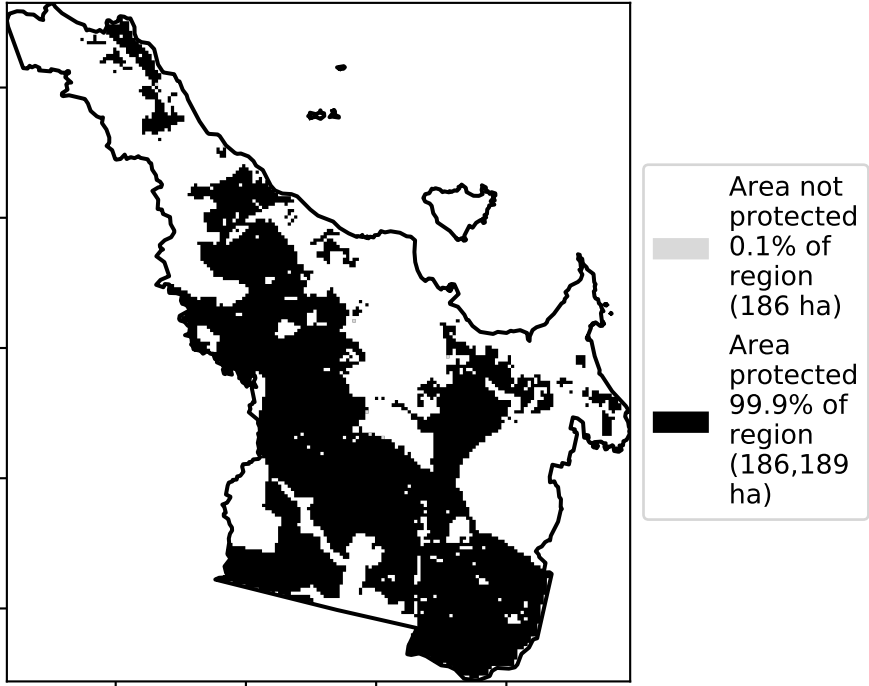 Area not
protected
0.1% of
region
(186 ha)
Area
protected
99.9% of
region
(186,189
ha)